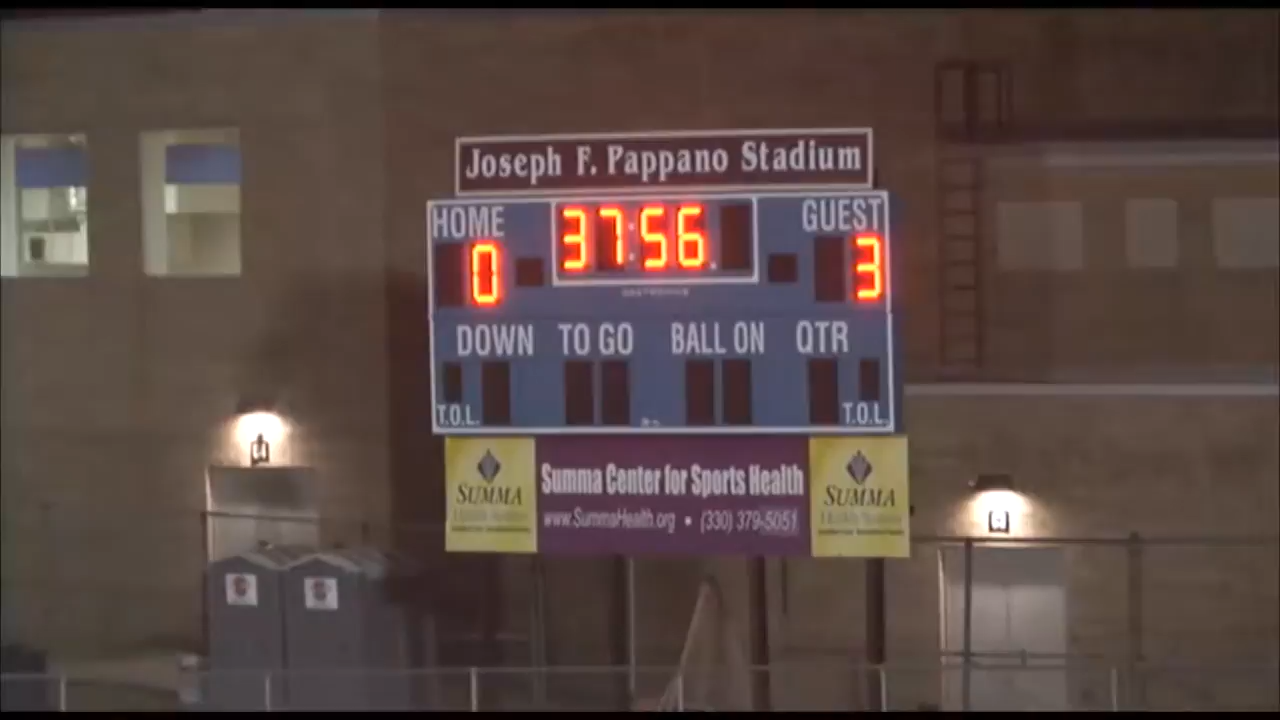 Joseph F. Pappano Stadium
HOME 37:56 GUEST
0 3
DOWN TO GO BALL ON QTR
T.O.L. T.O.L.
SUMMA
Summa Center for Sports Health
www.SummaHealth.org • (330) 379-5051
SUMMA